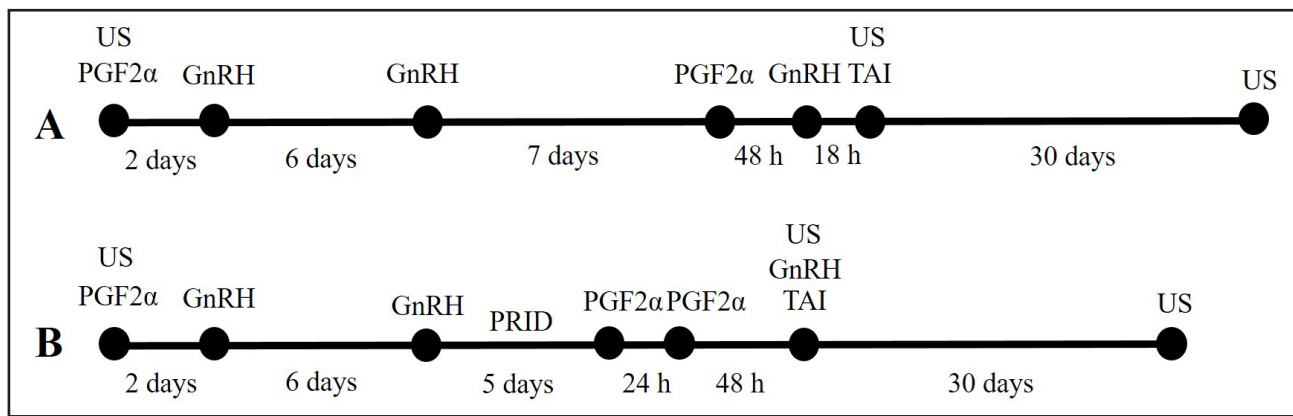 US US
PGF2α GnRH GnRH PGF2α GnRH TAI US
A
2 days 6 days 7 days 48 h 18 h 30 days
US US
PGF2α GnRH GnRH PRID PGF2α PGF2α GnRH TAI US
B
2 days 6 days 5 days 24 h 48 h 30 days